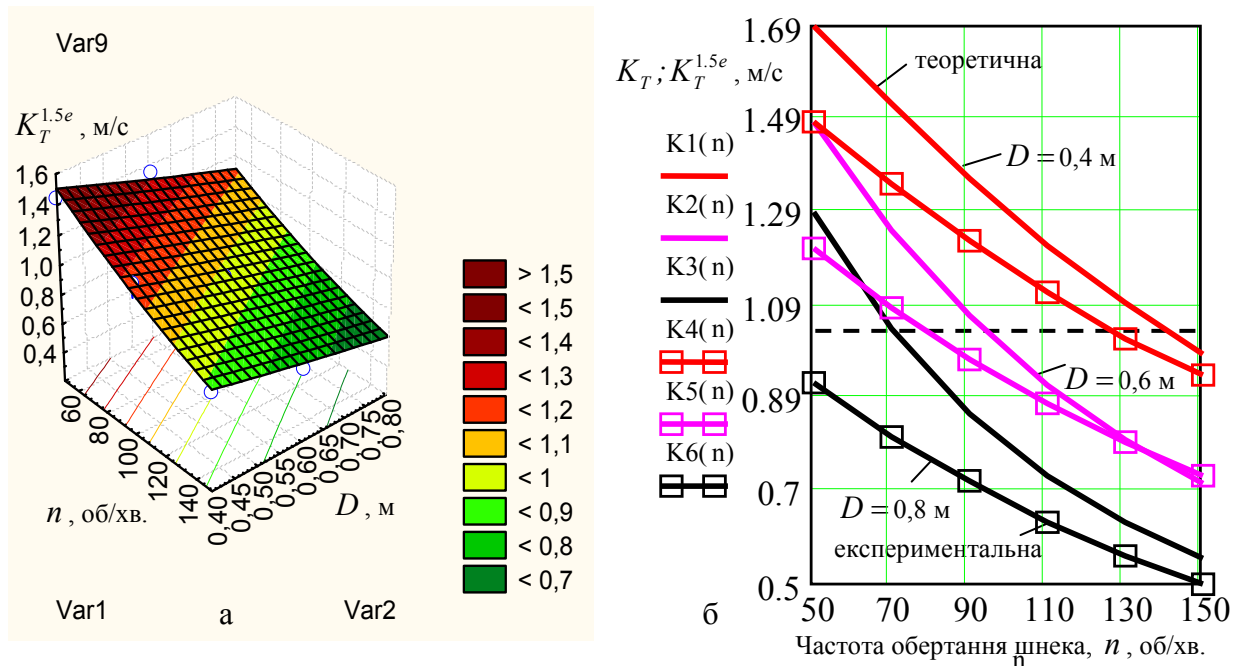 Var9
K_T^{1.5e} , м/с
1,6
1,4
1,2
1,0
0,8
0,6
0,4
60
80
100
120
140
n , об/хв.
0,40
0,45
0,50
0,55
0,60
0,65
0,70
0,75
0,80
D , м
> 1,5
< 1,5
< 1,4
< 1,3
< 1,2
< 1,1
< 1
< 0,9
< 0,8
< 0,7
Var1
а
Var2
K_T ; K_T^{1.5e} , м/с
K1( n )
K2( n )
K3( n )
K4( n )
K5( n )
K6( n )
1.69
1.49
1.29
1.09
0.89
0.7
0.5
теоретична
D = 0,4 м
D = 0,6 м
D = 0,8 м
експериментальна
50 70 90 110 130 150
б
Частота обертання шнека, n , об/хв.
n